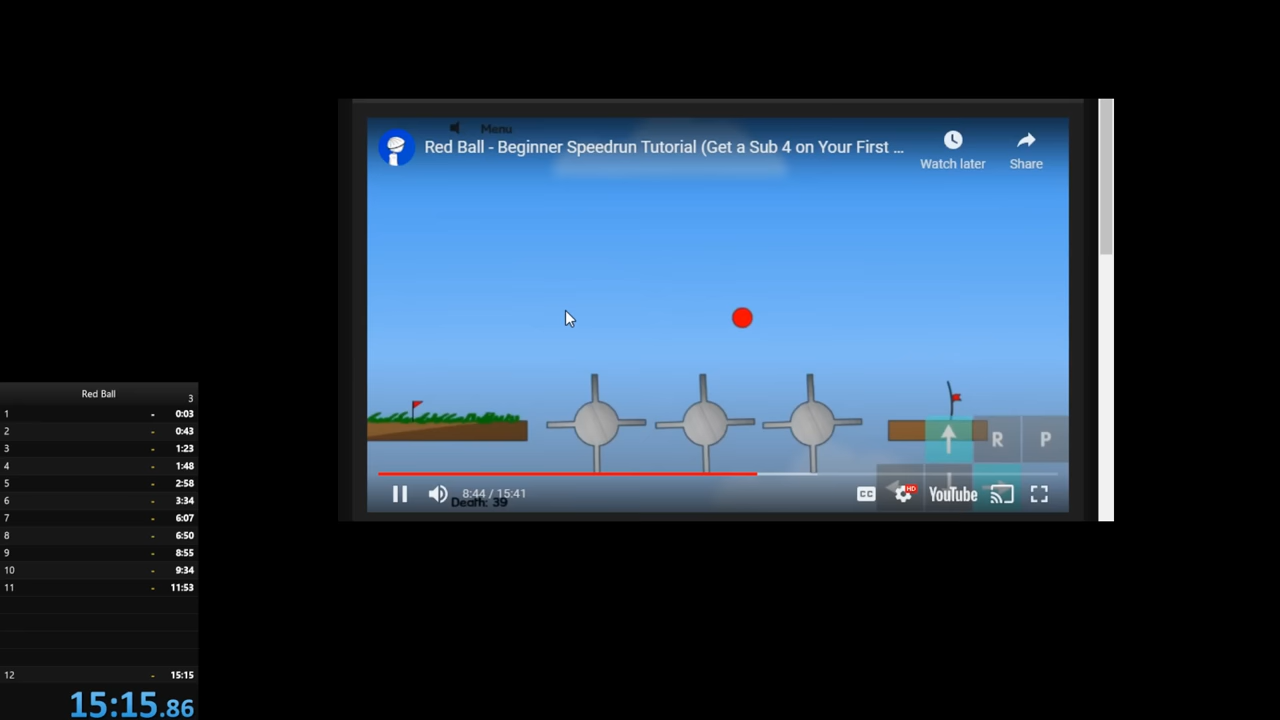 Menu
Red Ball - Beginner Speedrun Tutorial (Get a Sub 4 on Your First ...
Watch later
Share
R
P
8:44 / 15:41
CC
HD
YouTube
Death: 39
Red Ball
3
1 - 0:03
2 - 0:43
3 - 1:23
4 - 1:48
5 - 2:58
6 - 3:34
7 - 6:07
8 - 6:50
9 - 8:55
10 - 9:34
11 - 11:53
12 - 15:15
15:15.86